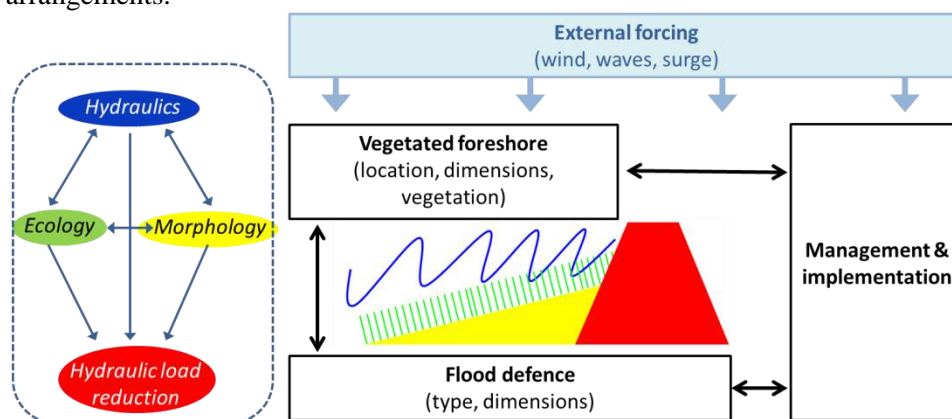 arrangements.
External forcing
(wind, waves, surge)
Hydraulics
Ecology
Morphology
Hydraulic load
reduction
Vegetated foreshore
(location, dimensions,
vegetation)
Flood defence
(type, dimensions)
Management &
implementation